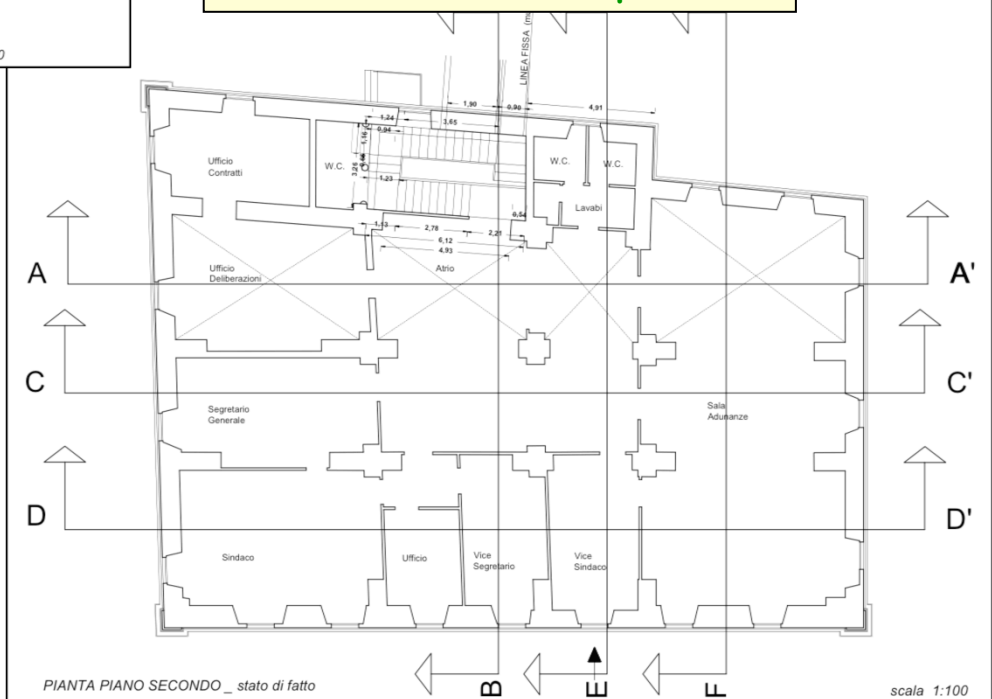 LINEA FISSA
1,90
0,90
4,91
1,24
3,65
0,94
1,16
3,26
1,23
W.C.
W.C.
W.C.
Ufficio
Contratti
Lavabi
0,54
1,13
2,78
2,21
6,12
4,93
Ufficio
Deliberazioni
Atrio
A
A'
C
C'
Segretario
Generale
Sala
Adunanze
D
D'
Sindaco
Ufficio
Vice
Segretario
Vice
Sindaco
B
E
F
PIANTA PIANO SECONDO _ stato di fatto
scala 1:100